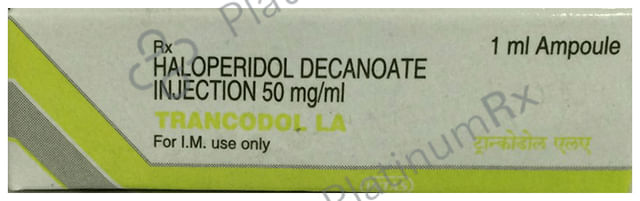 Rx
HALOPERIDOL DECANOATE
INJECTION 50 mg/ml
TRANCODOL LA
For I.M. use only
1 ml Ampoule
ट्रान्कोडोल एलए
PlatinumRx